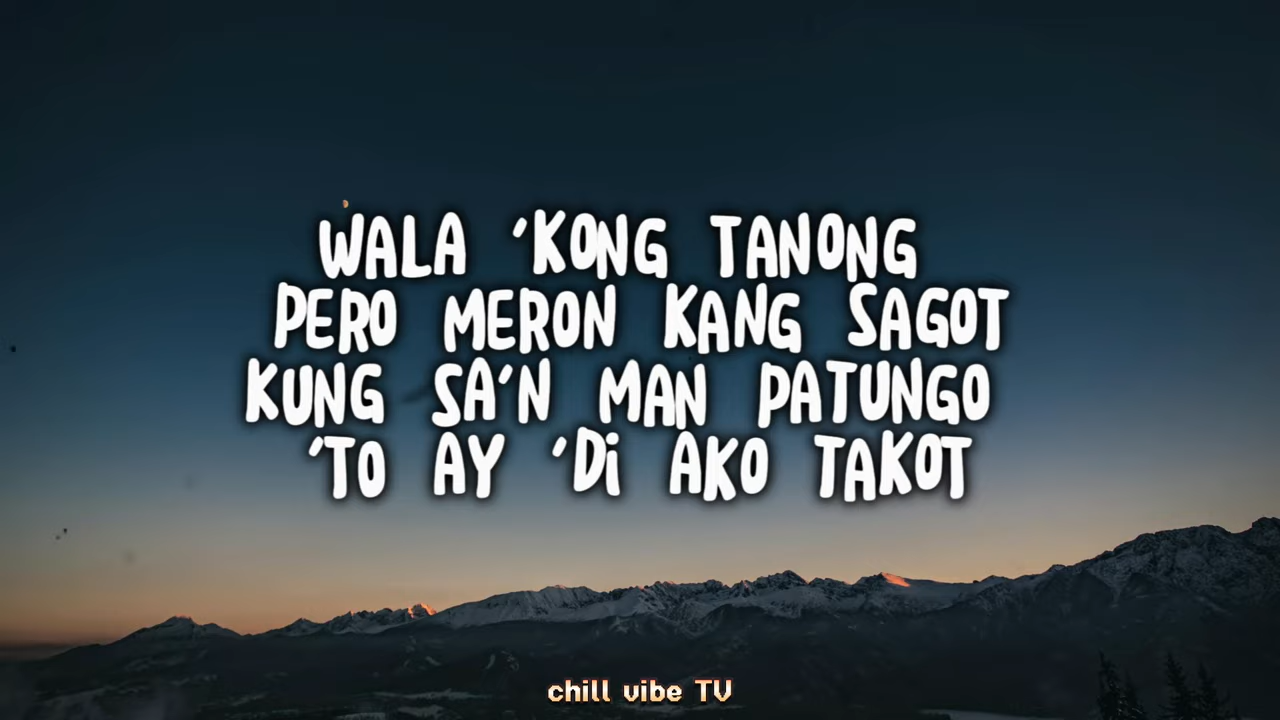 WALA 'KONG TANONG
PERO MERON KANG SAGOT
KUNG SA'N MAN PATUNGO
'TO AY 'Di AKO TAKOT
chill vibe TV